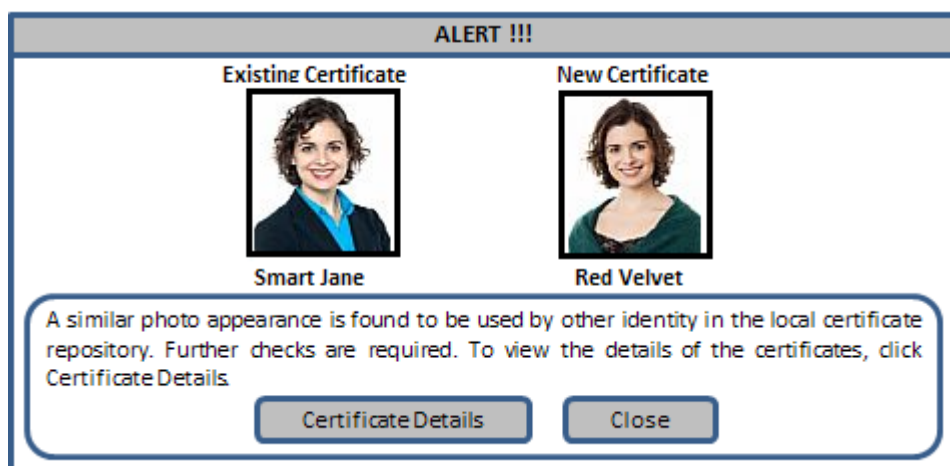 ALERT !!!
Existing Certificate New Certificate
Smart Jane Red Velvet
A similar photo appearance is found to be used by other identity in the local certificate
repository. Further checks are required. To view the details of the certificates, click
Certificate Details.
Certificate Details Close